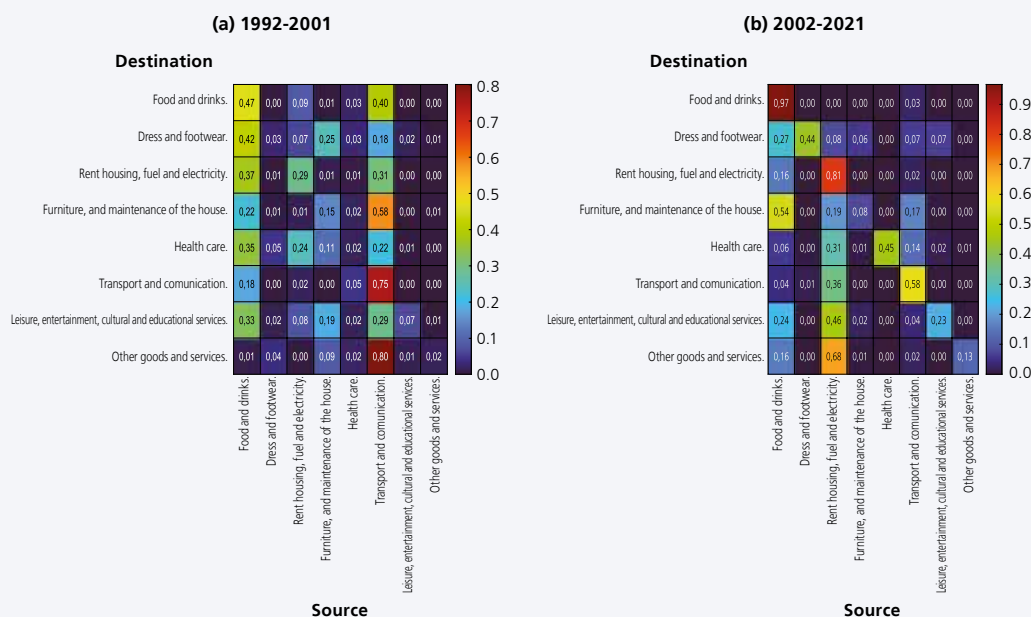 (a) 1992-2001
Destination
Food and drinks. 0,47 0,00 0,09 0,01 0,03 0,40 0,00 0,00
Dress and footwear. 0,42 0,03 0,07 0,25 0,03 0,18 0,02 0,01
Rent housing, fuel and electricity. 0,37 0,01 0,29 0,01 0,01 0,31 0,00 0,00
Furniture, and maintenance of the house. 0,22 0,01 0,01 0,15 0,02 0,58 0,00 0,01
Health care. 0,35 0,05 0,24 0,11 0,02 0,22 0,01 0,00
Transport and comunication. 0,18 0,00 0,02 0,00 0,05 0,75 0,00 0,00
Leisure, entertainment, cultural and educational services. 0,33 0,02 0,08 0,19 0,02 0,29 0,07 0,01
Other goods and services. 0,01 0,04 0,00 0,09 0,02 0,80 0,01 0,02
0.8
0.7
0.6
0.5
0.4
0.3
0.2
0.1
0.0
Food and drinks.
Dress and footwear.
Rent housing, fuel and electricity.
Furniture, and maintenance of the house.
Health care.
Transport and comunication.
Leisure, entertainment, cultural and educational services.
Other goods and services.
Source
(b) 2002-2021
Destination
Food and drinks. 0,97 0,00 0,00 0,00 0,00 0,03 0,00 0,00
Dress and footwear. 0,27 0,44 0,08 0,06 0,00 0,07 0,07 0,00
Rent housing, fuel and electricity. 0,16 0,00 0,81 0,00 0,00 0,02 0,00 0,00
Furniture, and maintenance of the house. 0,54 0,00 0,19 0,08 0,00 0,17 0,00 0,00
Health care. 0,06 0,00 0,31 0,01 0,45 0,14 0,02 0,01
Transport and comunication. 0,04 0,01 0,36 0,00 0,00 0,58 0,00 0,00
Leisure, entertainment, cultural and educational services. 0,24 0,00 0,46 0,02 0,00 0,04 0,23 0,00
Other goods and services. 0,16 0,00 0,68 0,01 0,00 0,02 0,00 0,13
0.9
0.8
0.7
0.6
0.5
0.4
0.3
0.2
0.1
0.0
Food and drinks.
Dress and footwear.
Rent housing, fuel and electricity.
Furniture, and maintenance of the house.
Health care.
Transport and comunication.
Leisure, entertainment, cultural and educational services.
Other goods and services.
Source